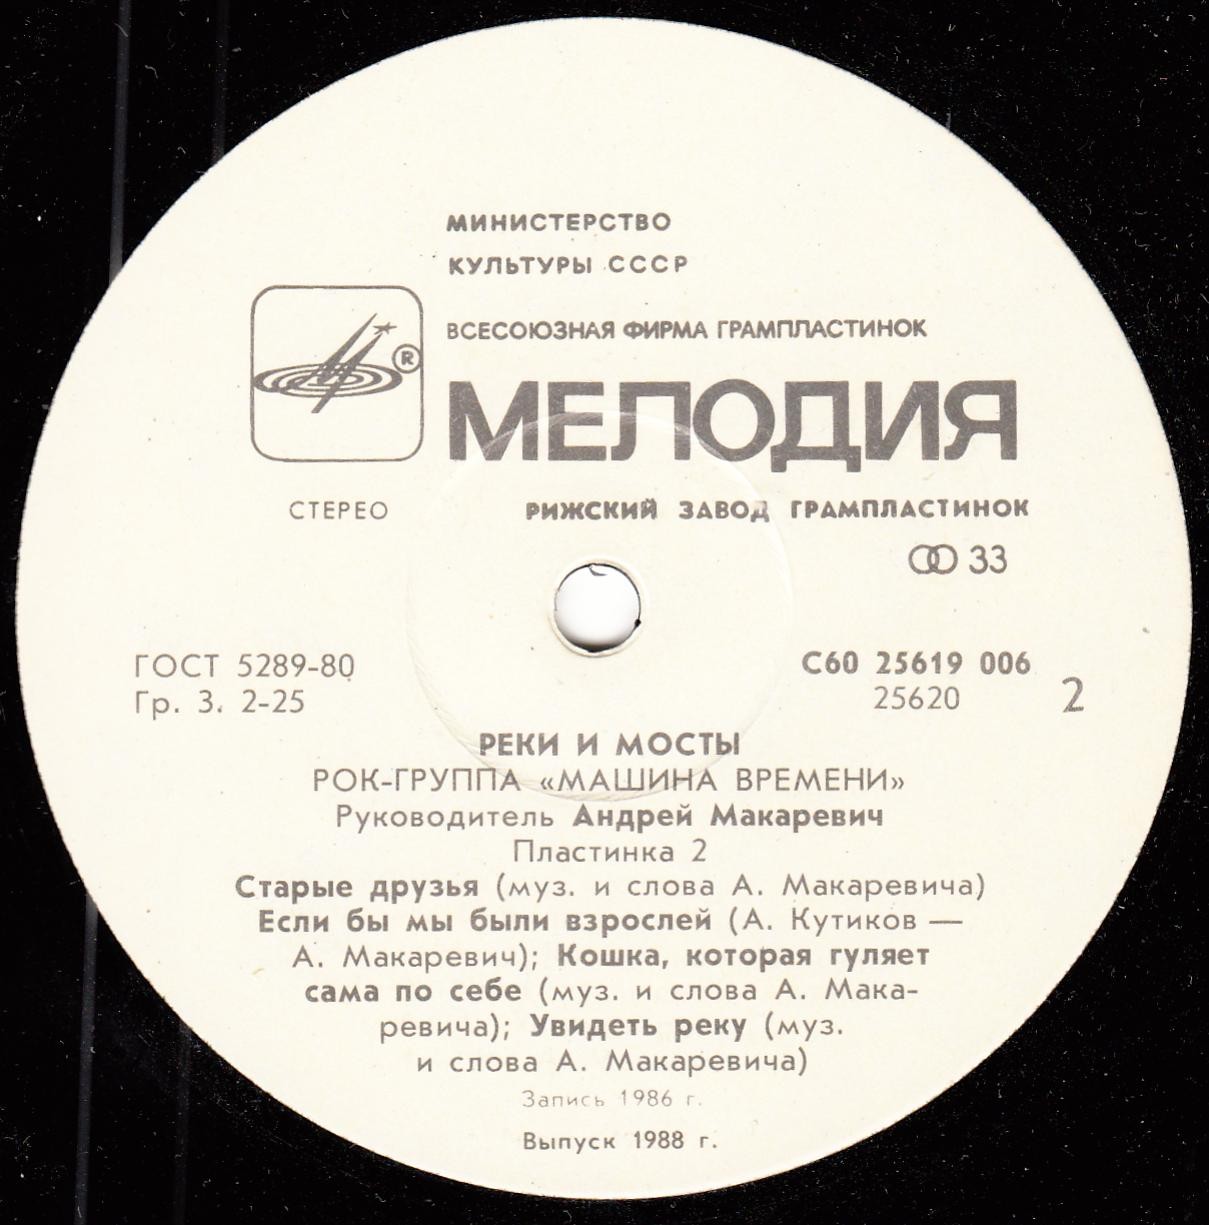 МИНИСТЕРСТВО
КУЛЬТУРЫ СССР
ВСЕСОЮЗНАЯ ФИРМА ГРАМПЛАСТИНОК
®
МЕЛОДИЯ
СТЕРЕО РИЖСКИЙ ЗАВОД ГРАМПЛАСТИНОК
33
ГОСТ 5289-80 С60 25619 006
Гр. 3. 2-25 25620 2
РЕКИ И МОСТЫ
РОК-ГРУППА «МАШИНА ВРЕМЕНИ»
Руководитель Андрей Макаревич
Пластинка 2
Старые друзья (муз. и слова А. Макаревича)
Если бы мы были взрослей (А. Кутиков —
А. Макаревич); Кошка, которая гуляет
сама по себе (муз. и слова А. Мака-
ревича); Увидеть реку (муз.
и слова А. Макаревича)
Запись 1986 г.
Выпуск 1988 г.